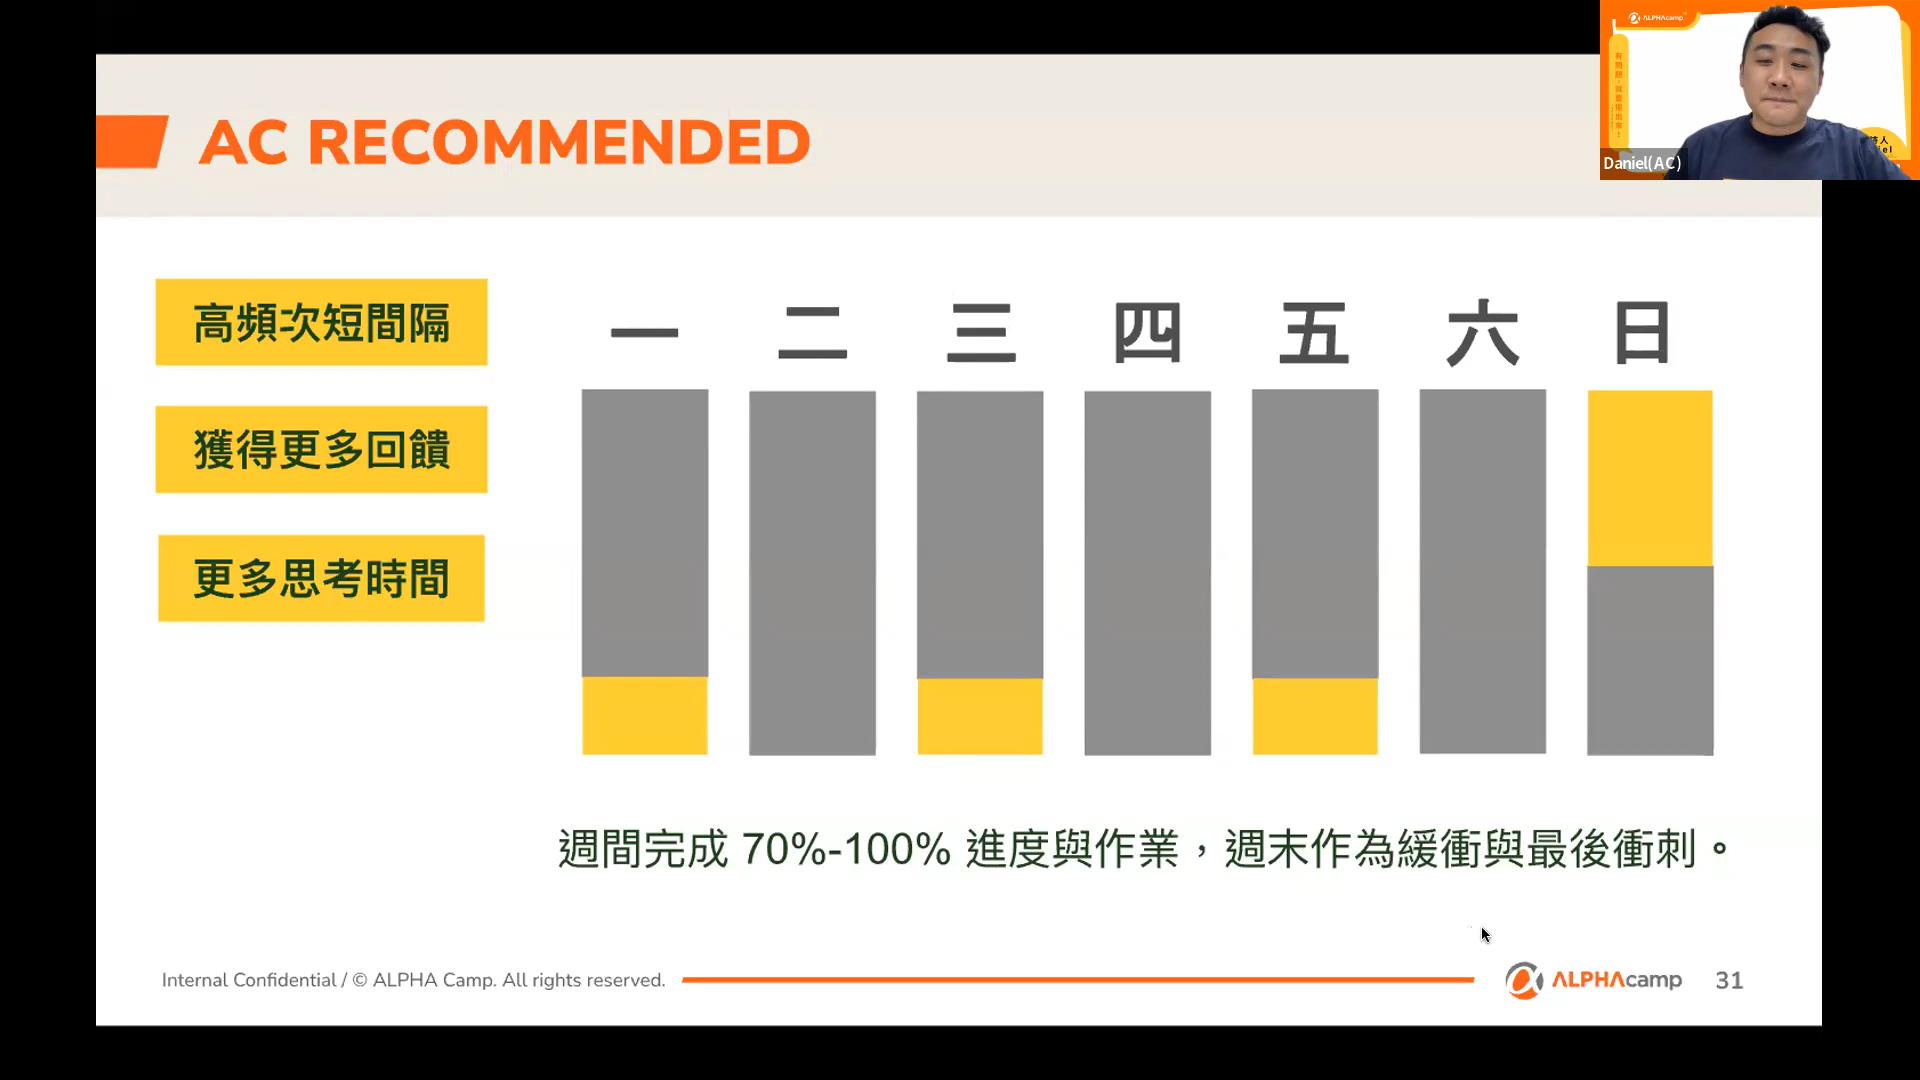 AC RECOMMENDED
高頻次短間隔
獲得更多回饋
更多思考時間
一 二 三 四 五 六 日
週間完成 70%-100% 進度與作業，週末作為緩衝與最後衝刺。
Internal Confidential / © ALPHA Camp. All rights reserved.
ALPHAcamp
31
ALPHAcamp
Daniel(AC)